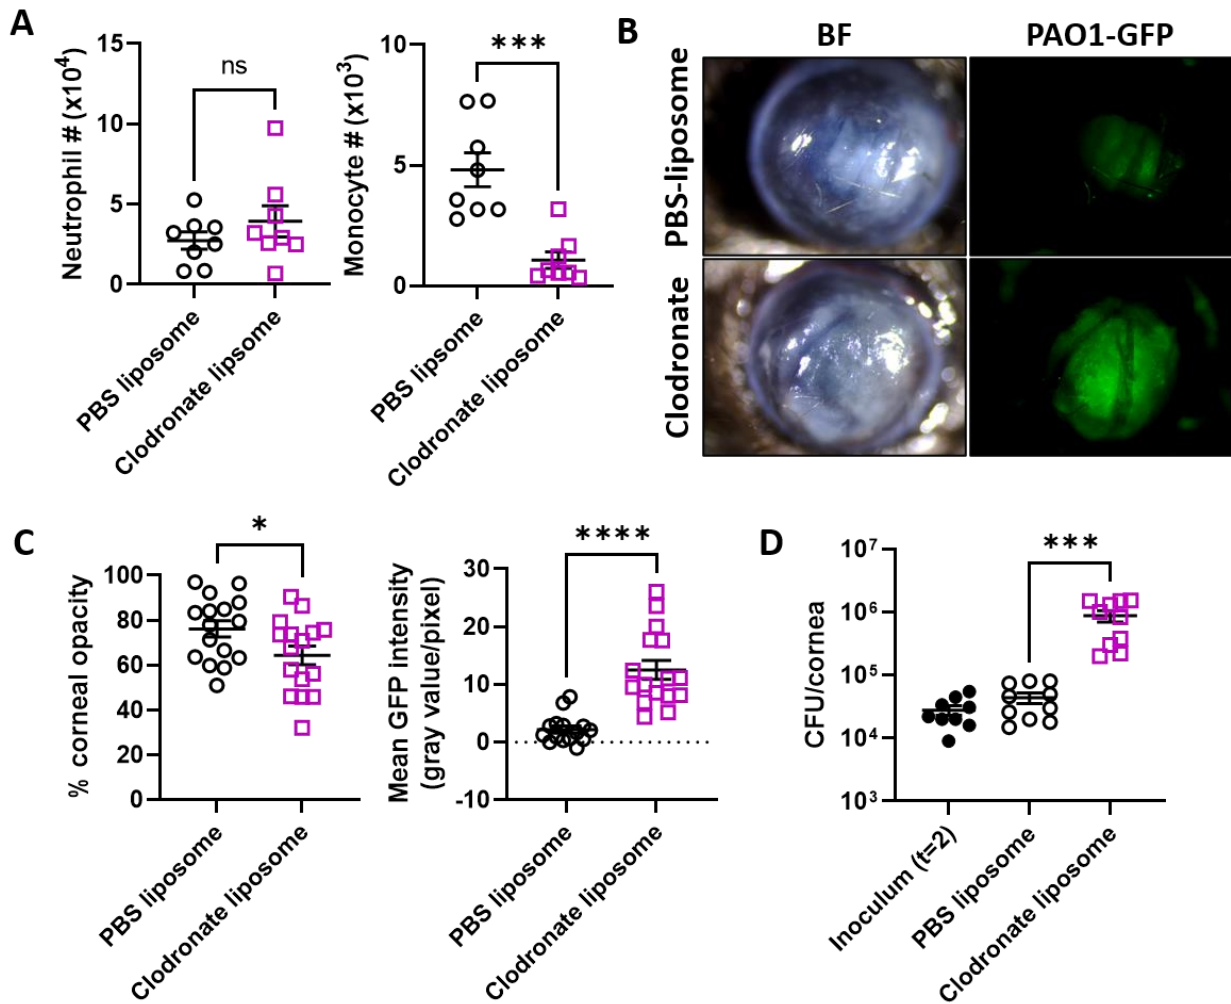 A
Neutrophil # (x10⁴)
15
10
5
0
ns
PBS liposome
Clodronate liposome
Monocyte # (x10³)
10
5
0
***
PBS liposome
Clodronate liposome
B
BF
PAO1-GFP
PBS-liposome
Clodronate
C
% corneal opacity
100
80
60
40
20
0
*
PBS liposome
Clodronate liposome
Mean GFP intensity
(gray value/pixel)
30
20
10
0
-10
****
PBS liposome
Clodronate liposome
D
CFU/cornea
10⁷
10⁶
10⁵
10⁴
10³
***
Inoculum (t=2)
PBS liposome
Clodronate liposome